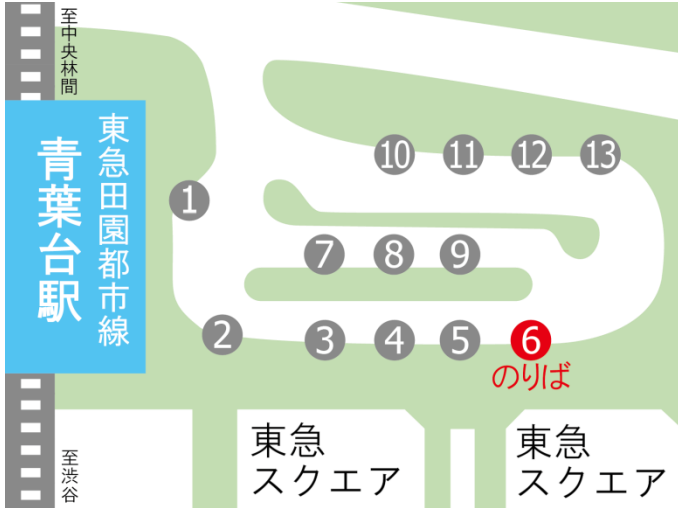 至中央林間
東急田園都市線
青葉台駅
至渋谷
1
2
3
4
5
6
のりば
7
8
9
10
11
12
13
東急
スクエア
東急
スクエア